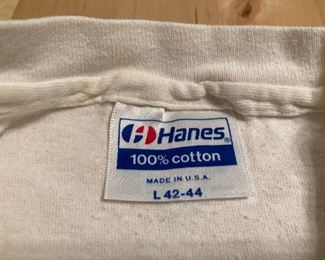 Hanes®
100% cotton
MADE IN U.S.A.
L 42-44